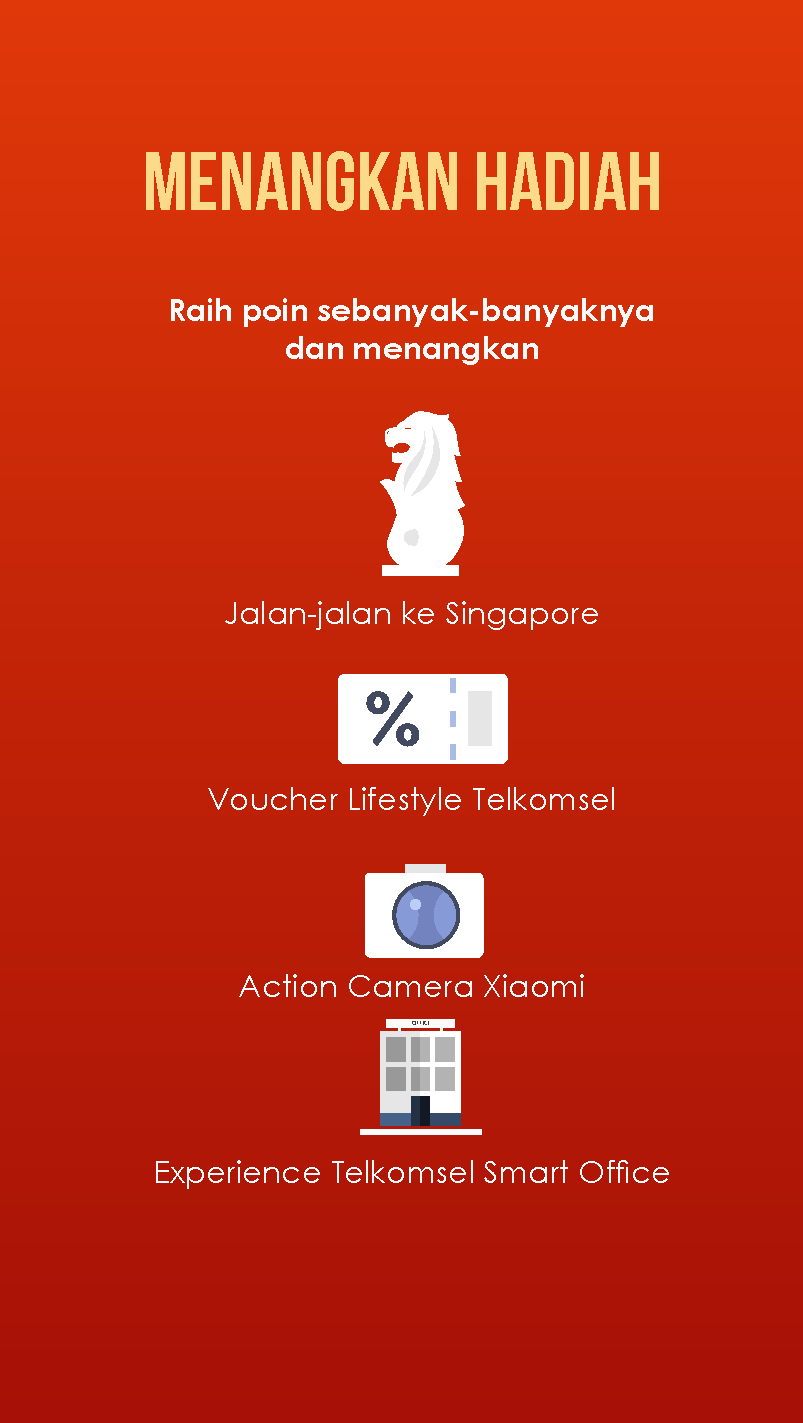 MENANGKAN HADIAH
Raih poin sebanyak-banyaknya
dan menangkan
Jalan-jalan ke Singapore
%
Voucher Lifestyle Telkomsel
Action Camera Xiaomi
OFFICE
Experience Telkomsel Smart Office